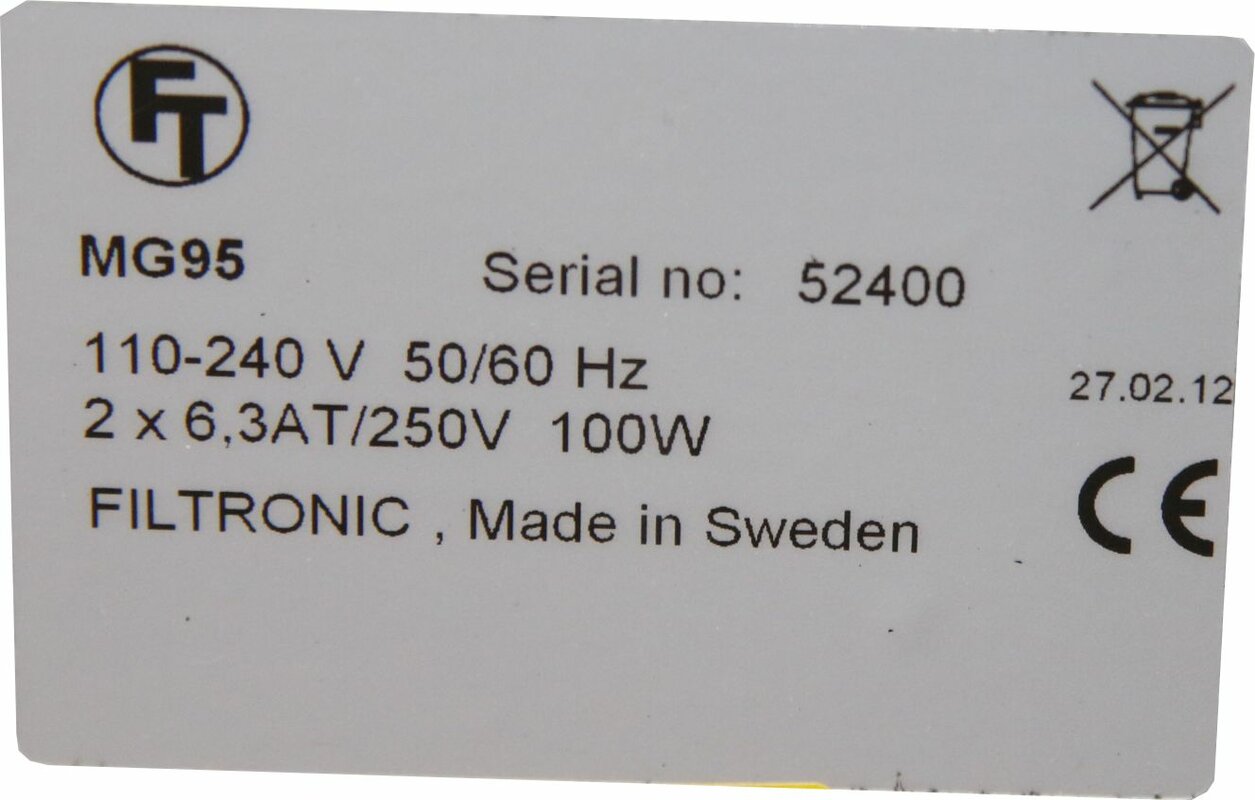 FT
MG95
Serial no: 52400
110-240 V 50/60 Hz
27.02.12
2 x 6,3AT/250V 100W
CE
FILTRONIC , Made in Sweden